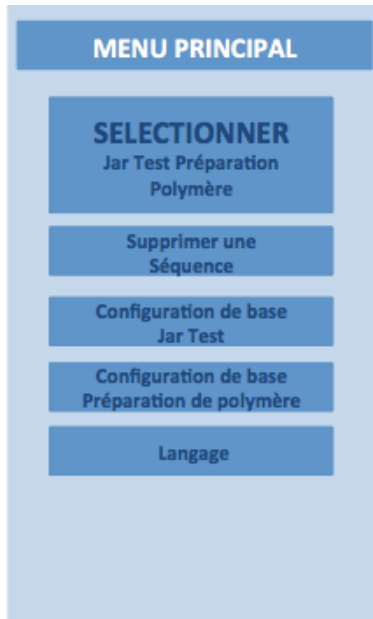 MENU PRINCIPAL
SELECTIONNER
Jar Test Préparation
Polymère
Supprimer une
Séquence
Configuration de base
Jar Test
Configuration de base
Préparation de polymère
Langage